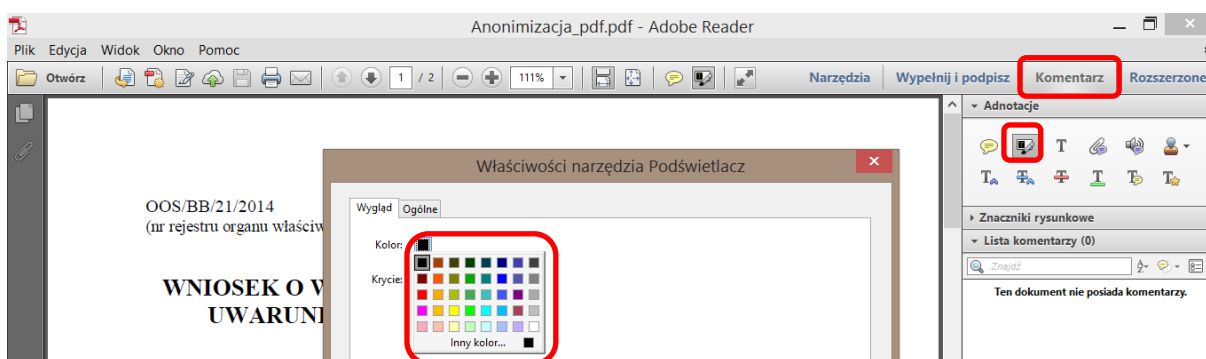 Anonimizacja_pdf.pdf - Adobe Reader
Plik Edycja Widok Okno Pomoc
Otwórz 1 / 2 111% Narzędzia Wypełnij i podpisz Komentarz Rozszerzone
Adnotacje
Właściwości narzędzia Podświetlacz
OOS/BB/21/2014
(nr rejestru organu właściw
Wygląd Ogólne
Znaczniki rysunkowe
Kolor:
Lista komentarzy (0)
Znajdź
Krycie:
WNIOSEK O W
Ten dokument nie posiada komentarzy.
UWARUNI
Inny kolor...